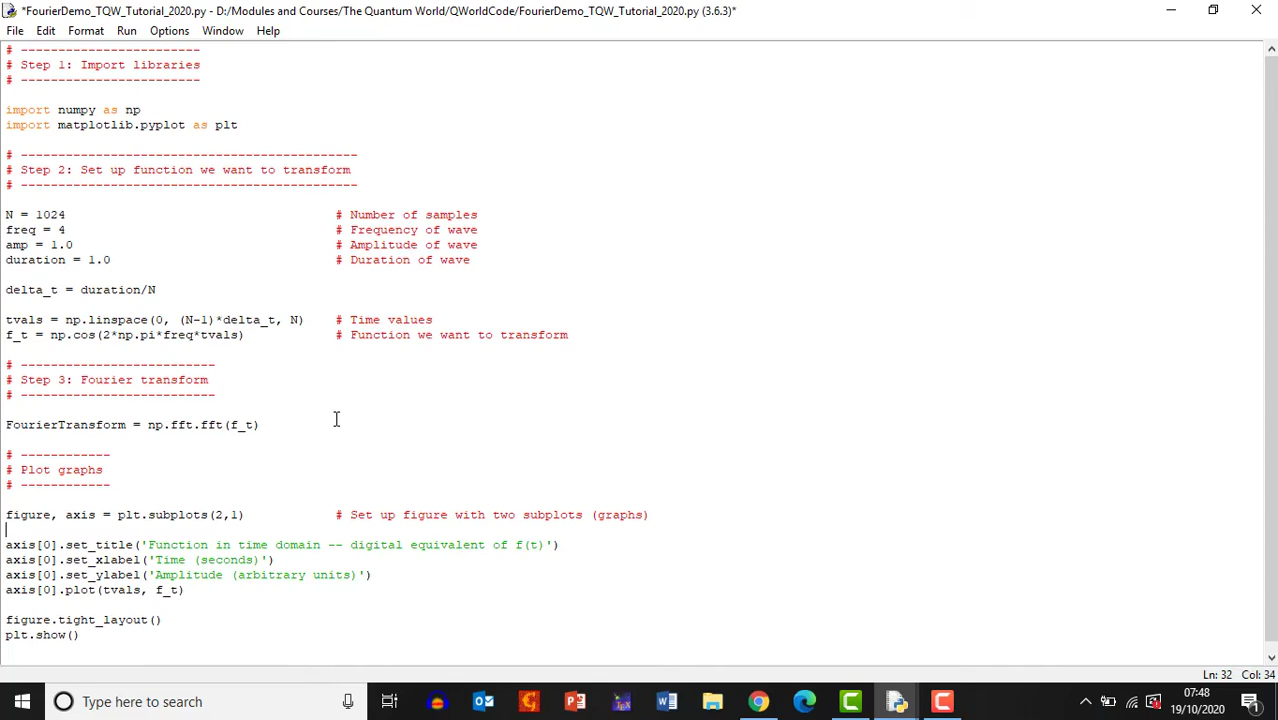 *FourierDemo_TQW_Tutorial_2020.py - D:/Modules and Courses/The Quantum World/QWorldCode/FourierDemo_TQW_Tutorial_2020.py (3.6.3)*
File Edit Format Run Options Window Help
# ------------------------
# Step 1: Import libraries
# ------------------------
import numpy as np
import matplotlib.pyplot as plt
# ---------------------------------------------
# Step 2: Set up function we want to transform
# ---------------------------------------------
N = 1024 # Number of samples
freq = 4 # Frequency of wave
amp = 1.0 # Amplitude of wave
duration = 1.0 # Duration of wave
delta_t = duration/N
tvals = np.linspace(0, (N-1)*delta_t, N) # Time values
f_t = np.cos(2*np.pi*freq*tvals) # Function we want to transform
# --------------------------
# Step 3: Fourier transform
# --------------------------
FourierTransform = np.fft.fft(f_t)
# ------------
# Plot graphs
# ------------
figure, axis = plt.subplots(2,1) # Set up figure with two subplots (graphs)
axis[0].set_title('Function in time domain -- digital equivalent of f(t)')
axis[0].set_xlabel('Time (seconds)')
axis[0].set_ylabel('Amplitude (arbitrary units)')
axis[0].plot(tvals, f_t)
figure.tight_layout()
plt.show()
Ln: 32 Col: 34
Type here to search
07:48
19/10/2020